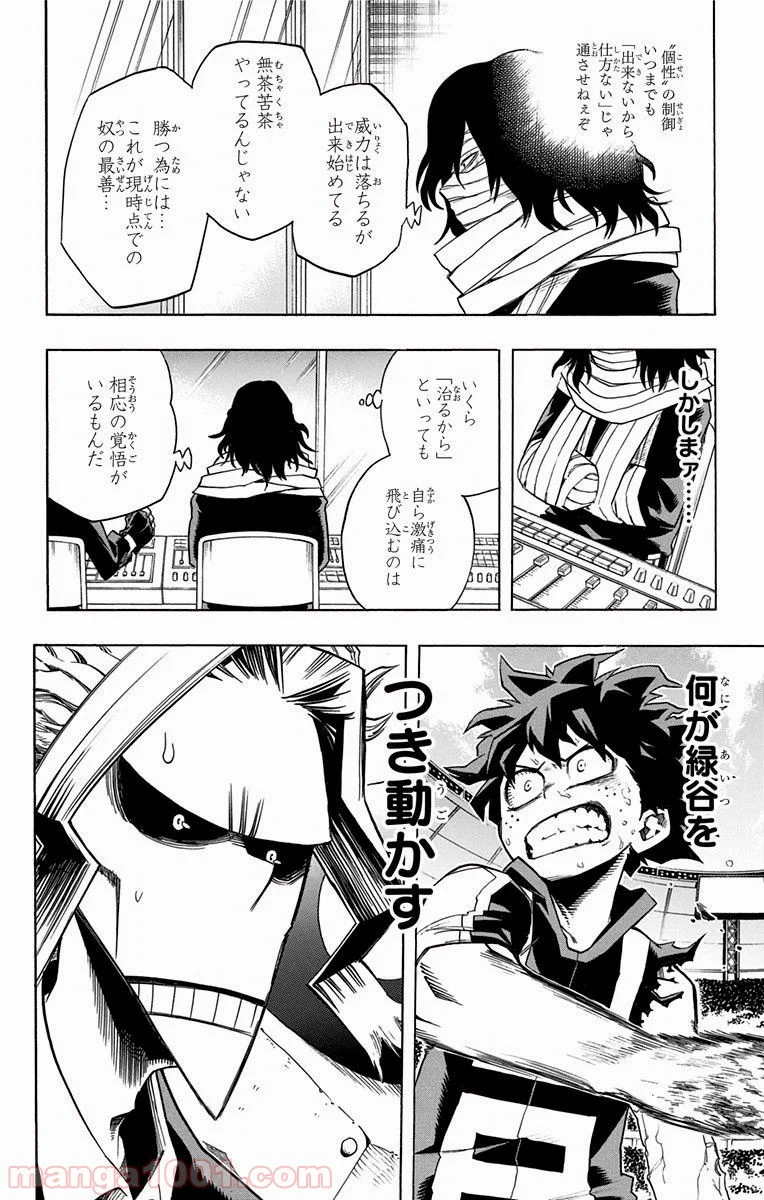 〝個性〟の制御
いつまでも
「出来ないから
仕方ない」じゃ
通させねぇぞ
威力は落ちるが
出来始めてる
無茶苦茶
やってるんじゃない
勝つ為には…
これが現時点での
奴の最善…
しかしまァ……
いくら
「治るから」
といっても
自ら激痛に
飛び込むのは
相応の覚悟が
いるもんだ
何が緑谷を
つき動かす
manga1001.com